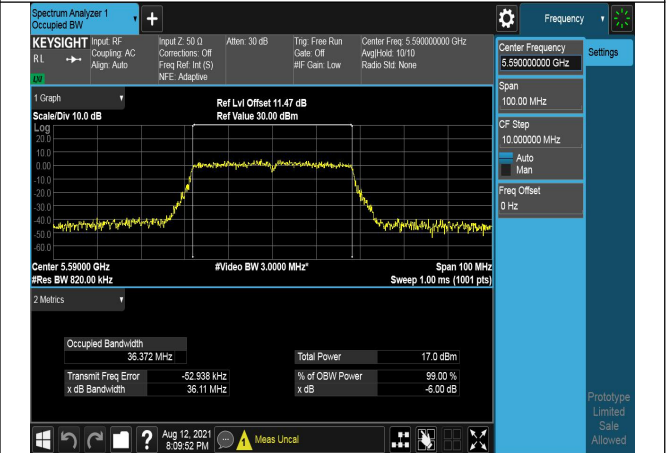 Spectrum Analyzer 1
Occupied BW
+
Frequency
KEYSIGHT
Input: RF
Input Z: 50 Ω
Atten: 30 dB
Trig: Free Run
Center Freq: 5.590000000 GHz
RL
Coupling: AC
Corrections: Off
Gate: Off
Avg|Hold: 10/10
Align: Auto
Freq Ref: Int (S)
#IF Gain: Low
Radio Std: None
NFE: Adaptive
Center Frequency
5.590000000 GHz
Settings
Span
100.00 MHz
CF Step
10.000000 MHz
Auto
Man
Freq Offset
0 Hz
1 Graph
Ref Lvl Offset 11.47 dB
Scale/Div 10.0 dB
Ref Value 30.00 dBm
Log
20.0
10.0
0.00
-10.0
-20.0
-30.0
-40.0
-50.0
-60.0
Center 5.59000 GHz
#Video BW 3.0000 MHz*
Span 100 MHz
#Res BW 820.00 kHz
Sweep 1.00 ms (1001 pts)
2 Metrics
Occupied Bandwidth
36.372 MHz
Total Power 17.0 dBm
Transmit Freq Error -52.938 kHz
% of OBW Power 99.00 %
x dB Bandwidth 36.11 MHz
x dB -6.00 dB
Prototype
Limited
Sale
Allowed
?
Aug 12, 2021
8:09:52 PM
Meas Uncal